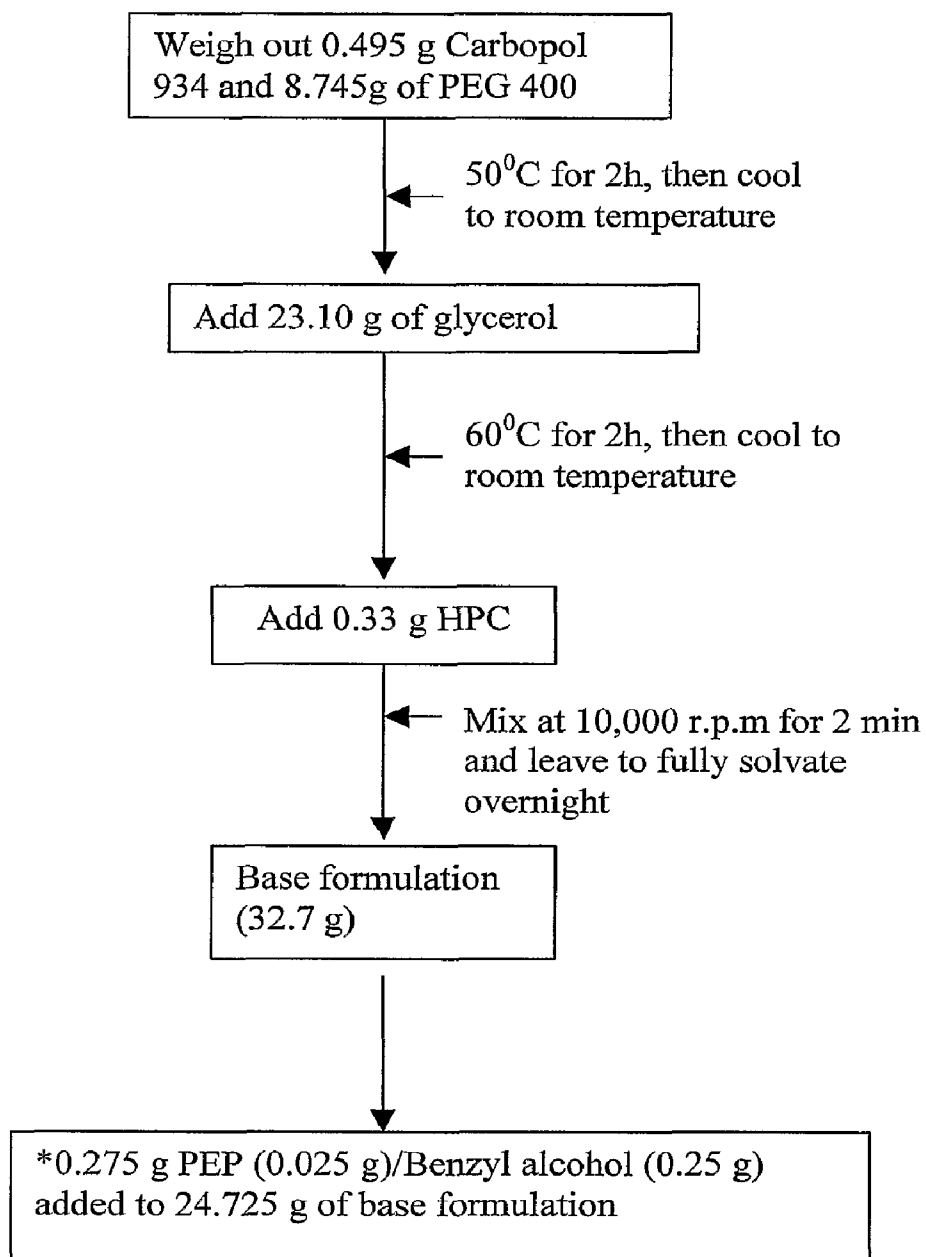 Weigh out 0.495 g Carbopol
934 and 8.745g of PEG 400
50⁰C for 2h, then cool
to room temperature
Add 23.10 g of glycerol
60⁰C for 2h, then cool to
room temperature
Add 0.33 g HPC
Mix at 10,000 r.p.m for 2 min
and leave to fully solvate
overnight
Base formulation
(32.7 g)
*0.275 g PEP (0.025 g)/Benzyl alcohol (0.25 g)
added to 24.725 g of base formulation